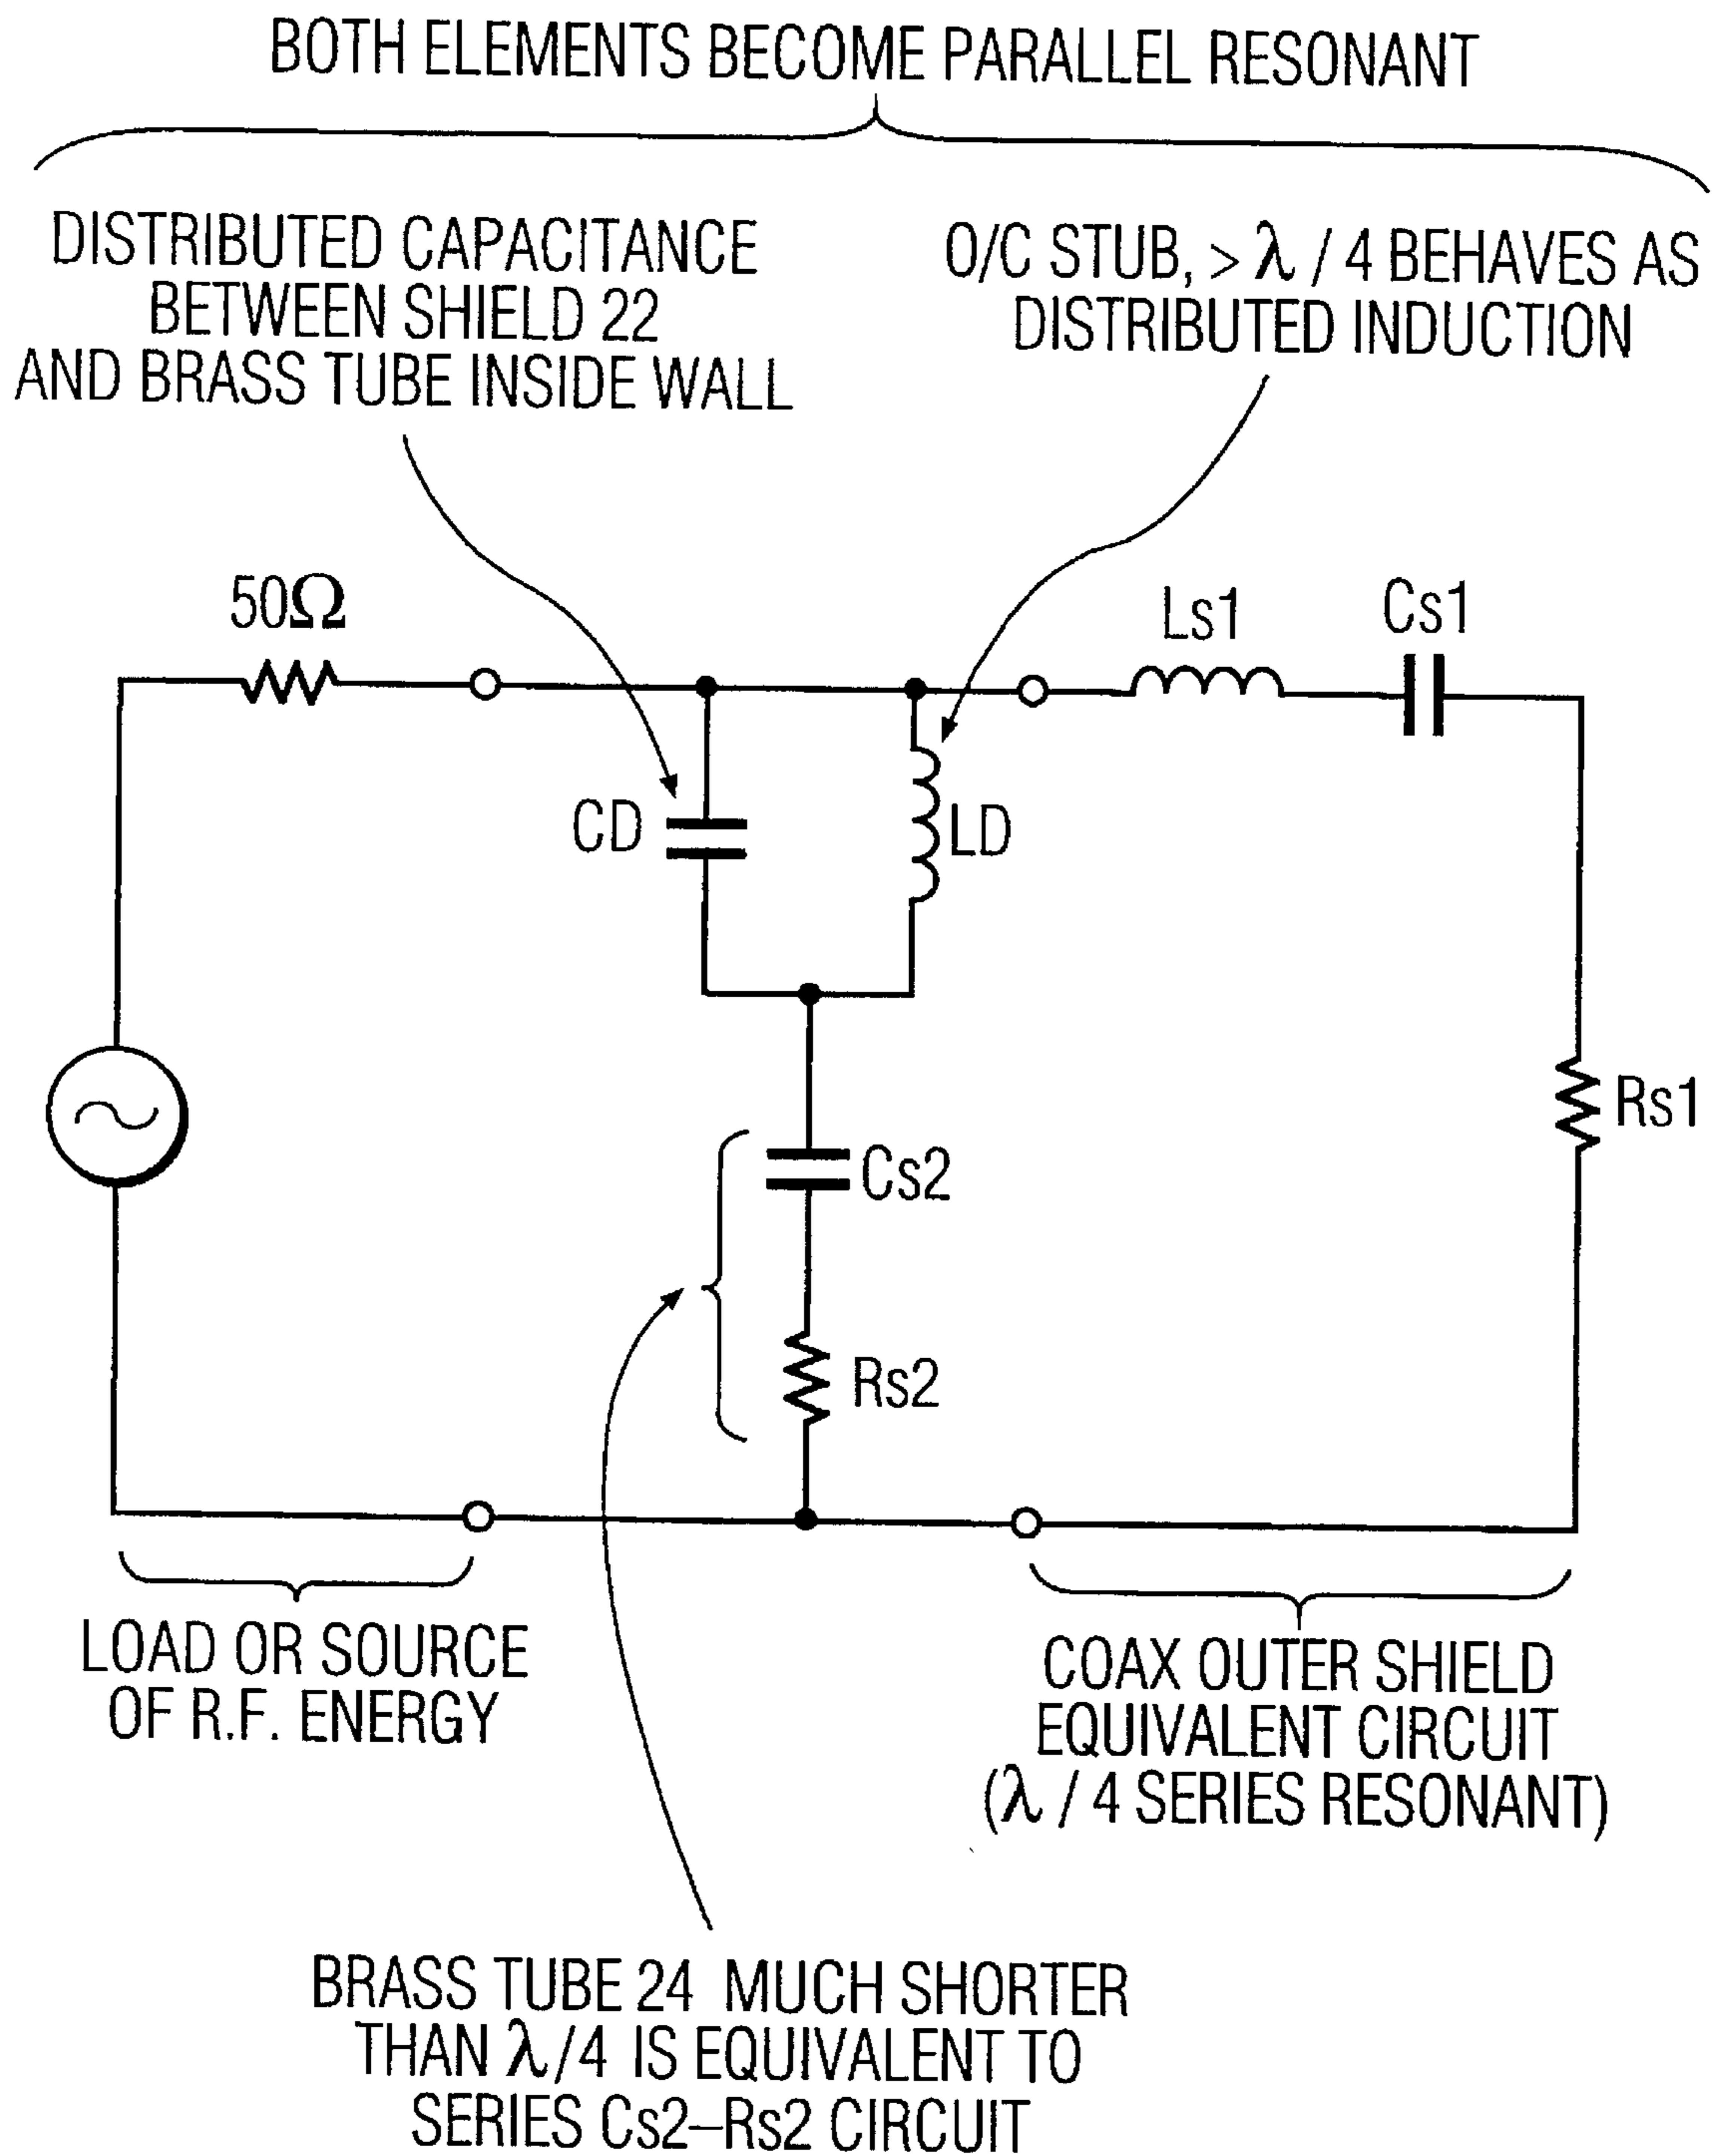 BOTH ELEMENTS BECOME PARALLEL RESONANT
DISTRIBUTED CAPACITANCE
BETWEEN SHIELD 22
AND BRASS TUBE INSIDE WALL
O/C STUB, > λ / 4 BEHAVES AS
DISTRIBUTED INDUCTION
50Ω
Ls1
Cs1
CD
LD
Rs1
Cs2
Rs2
LOAD OR SOURCE
OF R.F. ENERGY
COAX OUTER SHIELD
EQUIVALENT CIRCUIT
(λ / 4 SERIES RESONANT)
BRASS TUBE 24 MUCH SHORTER
THAN λ/4 IS EQUIVALENT TO
SERIES Cs2–Rs2 CIRCUIT